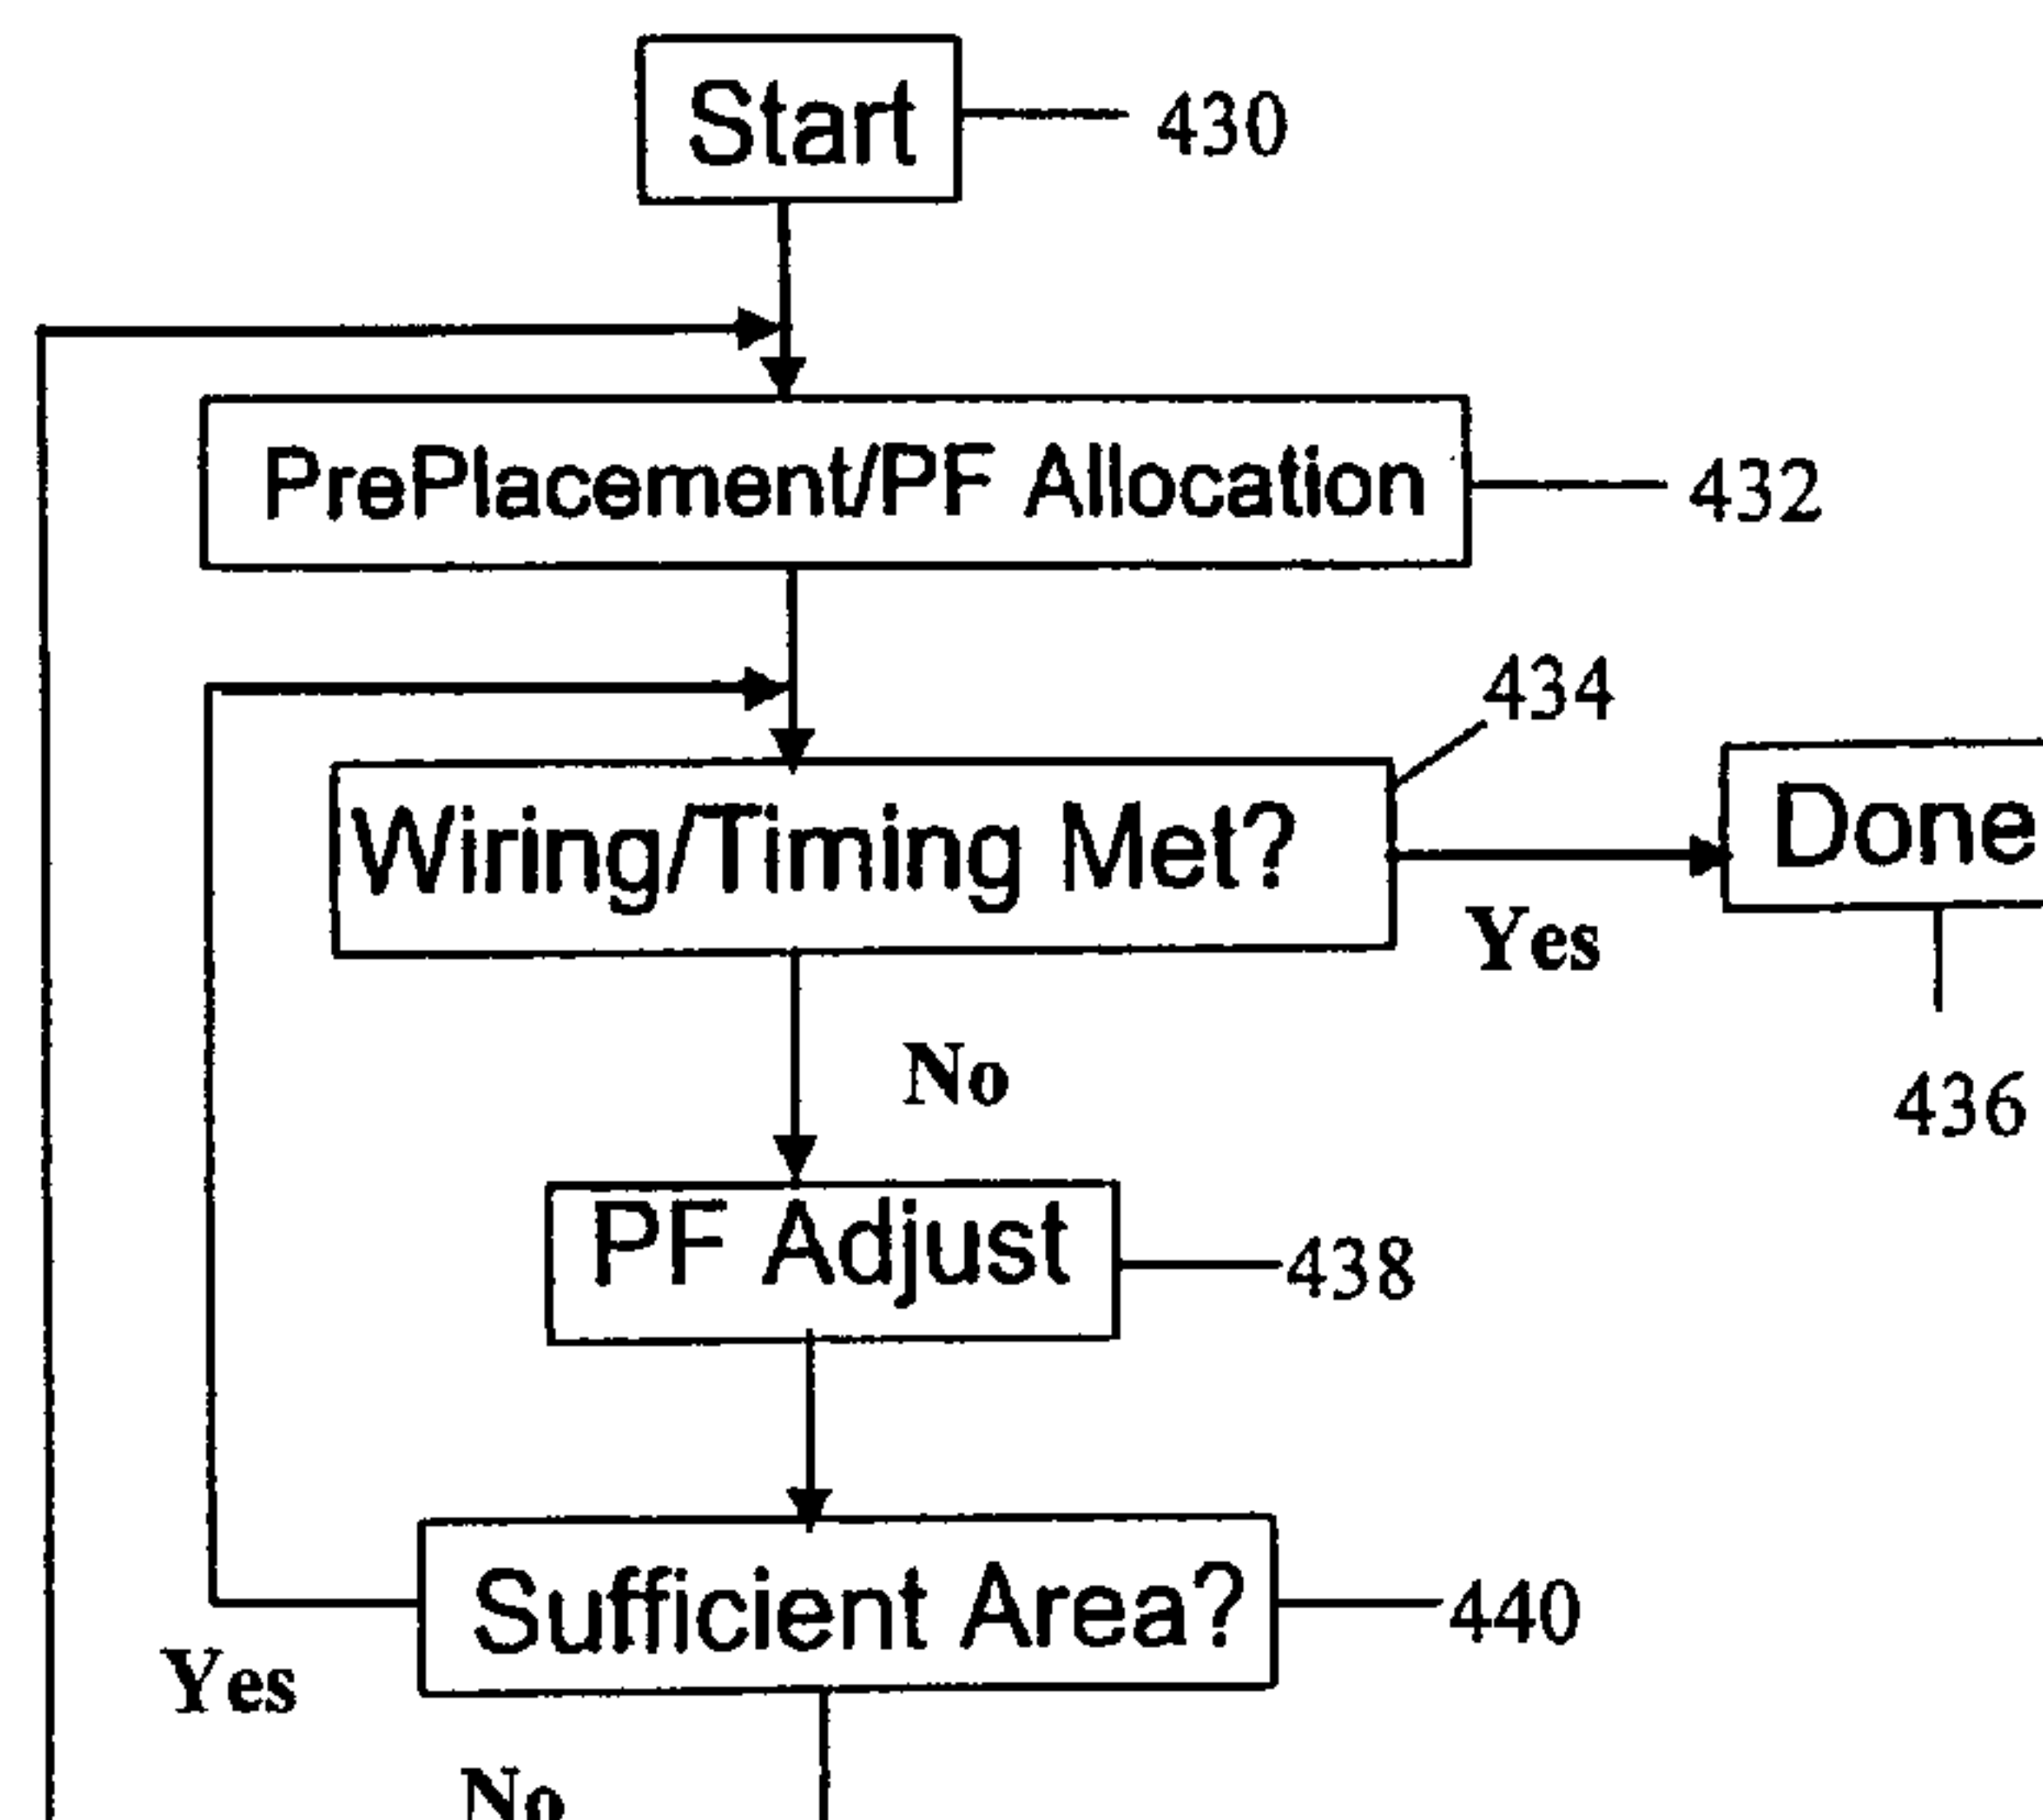 Start
430
PrePlacement/PF Allocation
432
434
Wiring/Timing Met?
Done
Yes
No
436
PF Adjust
438
Sufficient Area?
440
Yes
No